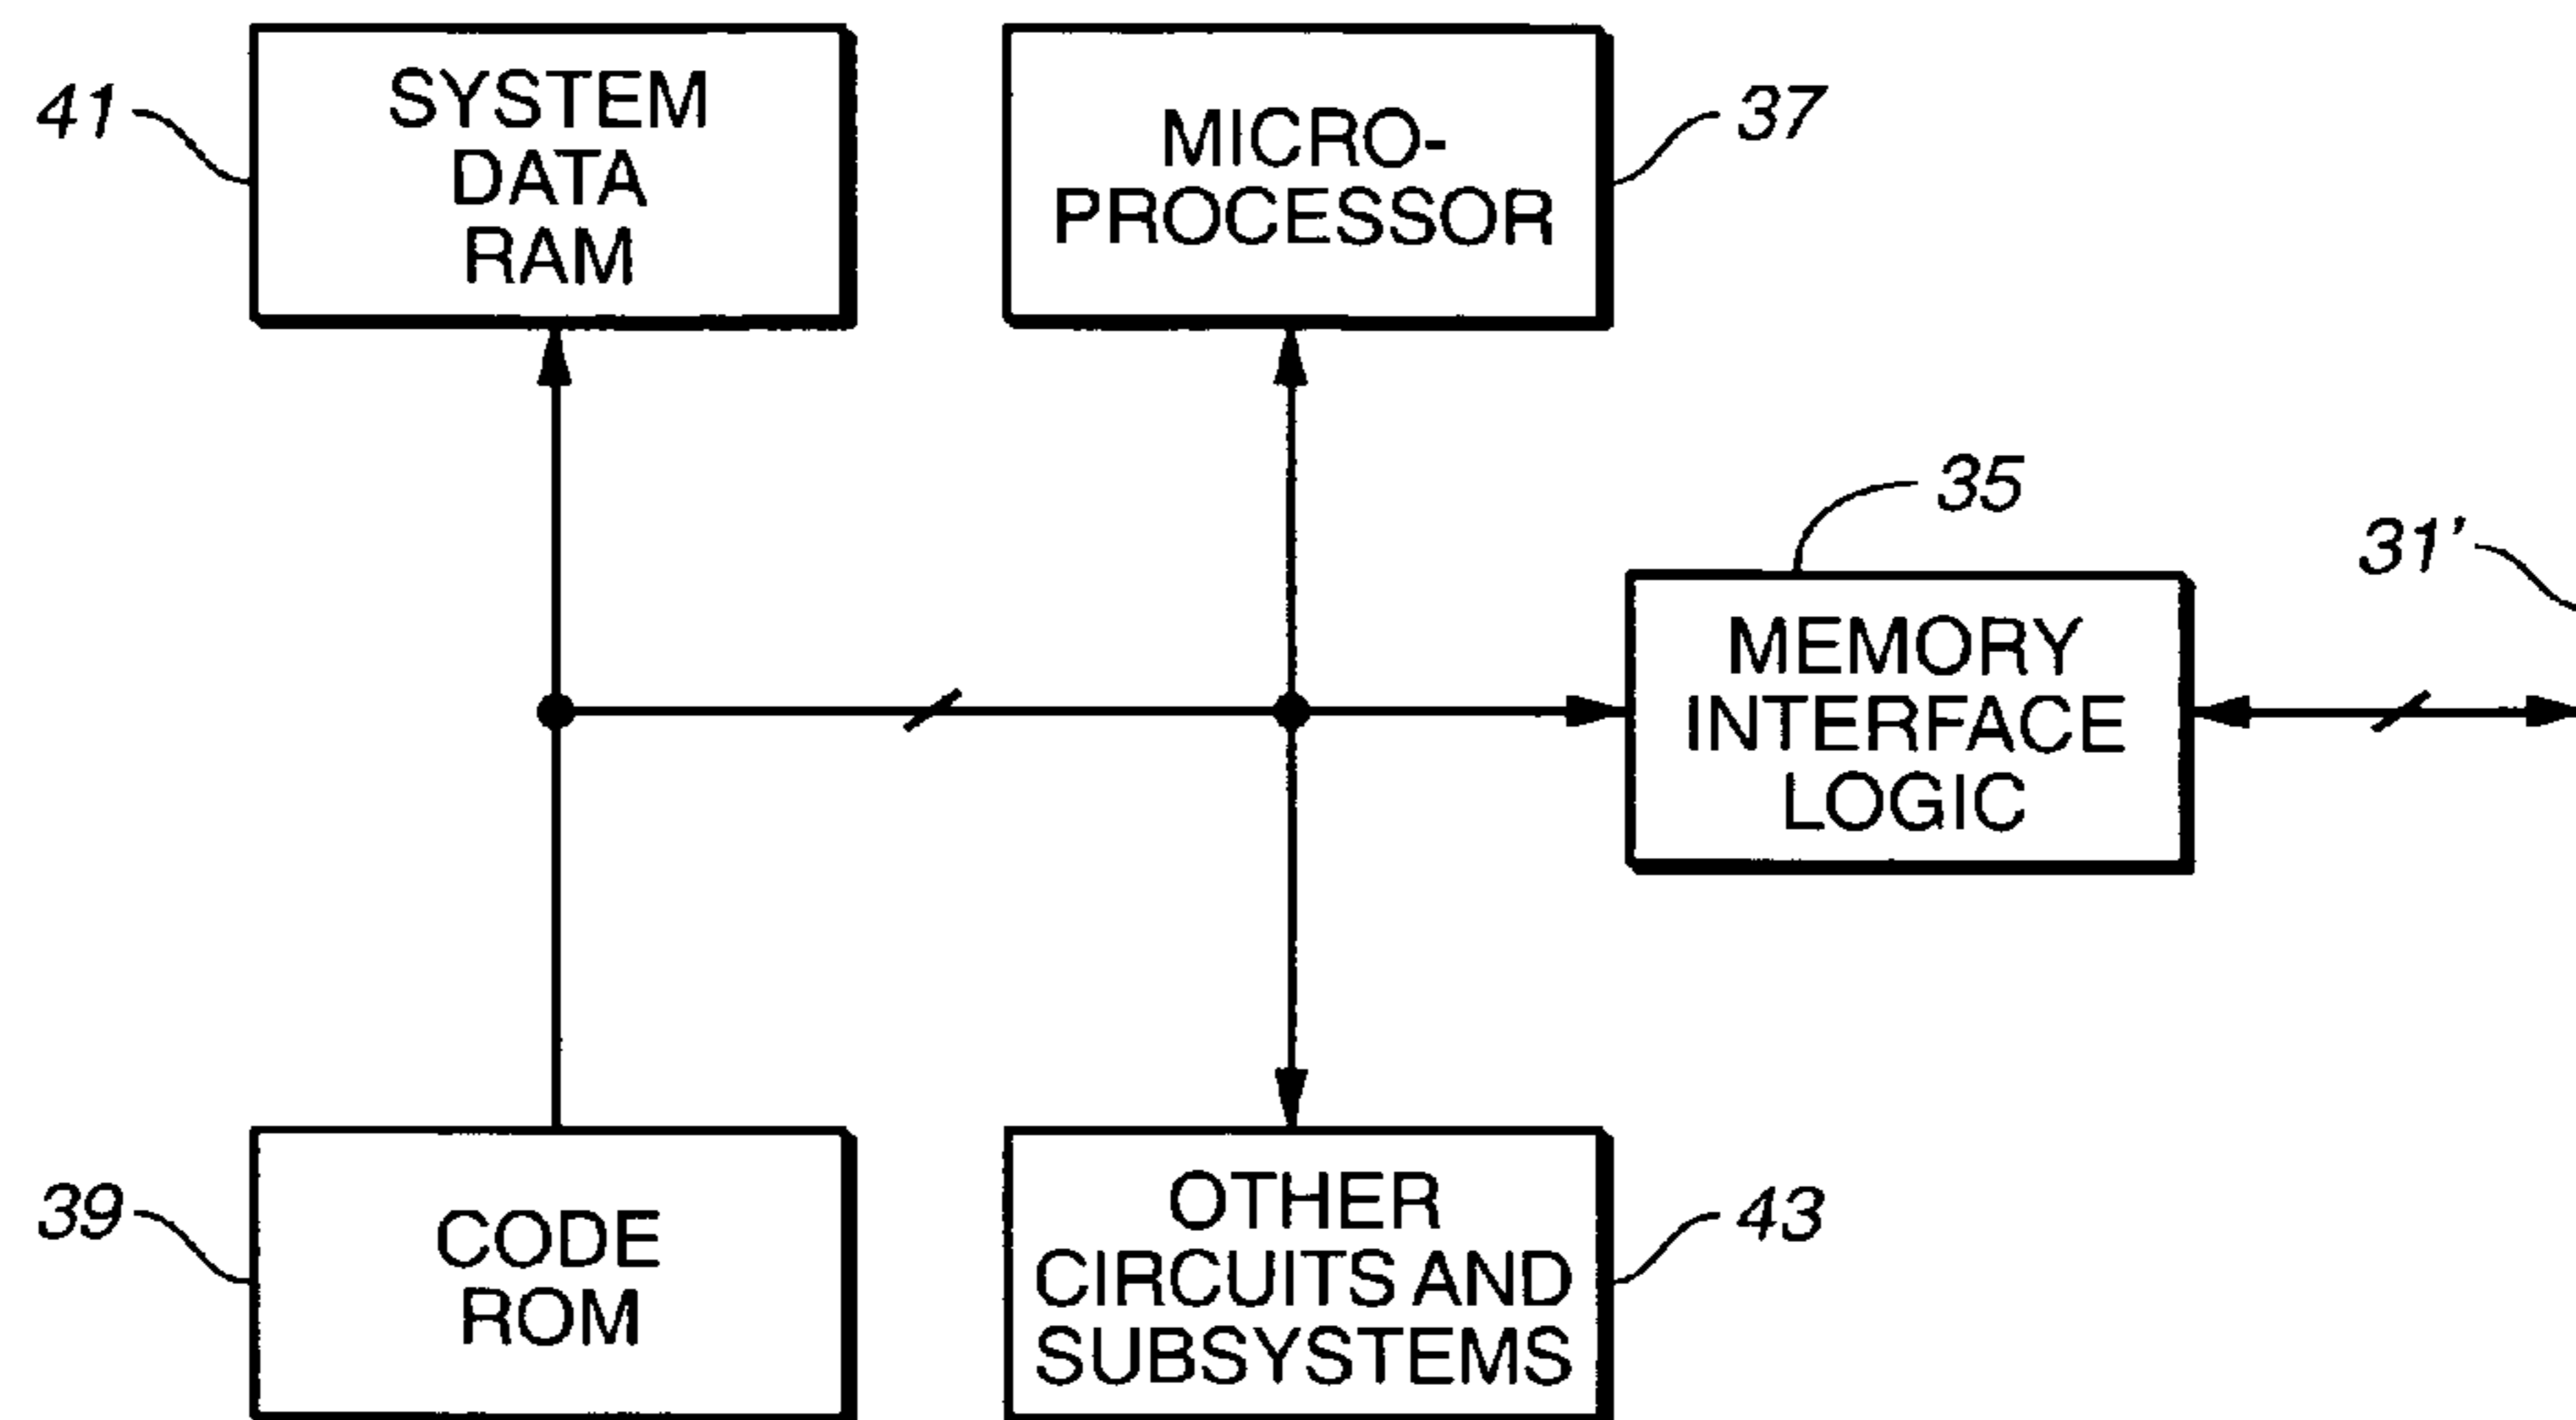 41
SYSTEM
DATA
RAM
MICRO-
PROCESSOR
37
35
31'
MEMORY
INTERFACE
LOGIC
39
CODE
ROM
OTHER
CIRCUITS AND
SUBSYSTEMS
43